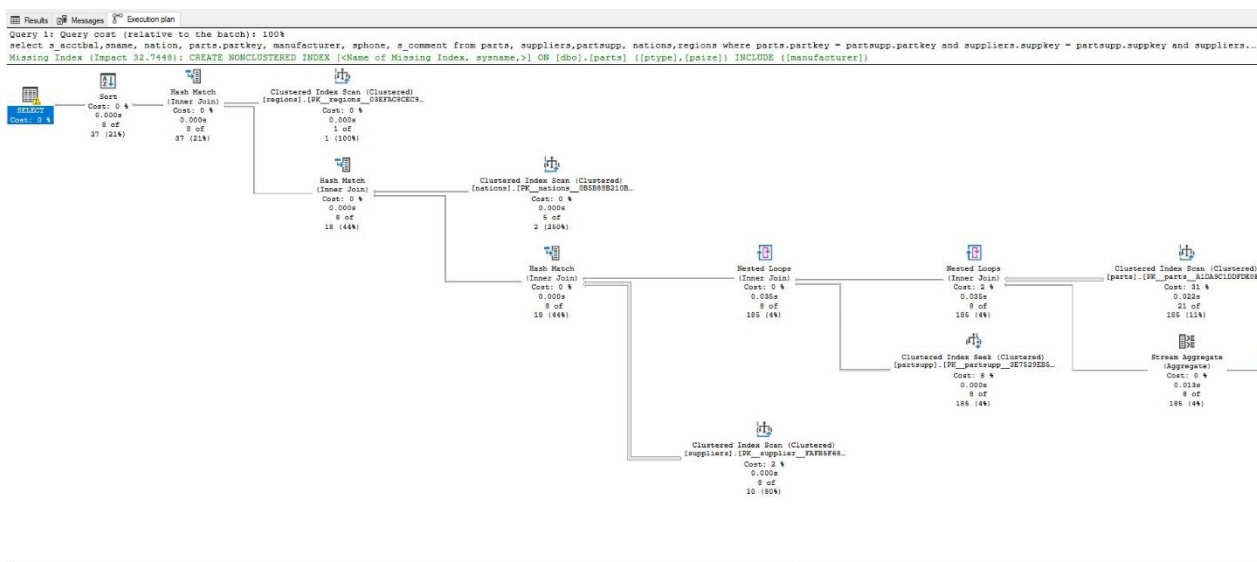 Results Messages Execution plan
Query 1: Query cost (relative to the batch): 100%
select s_acctbal,sname, nation, parts.partkey, manufacturer, sphone, s_comment from parts, suppliers,partsupp, nations,regions where parts.partkey = partsupp.partkey and suppliers.suppkey = partsupp.suppkey and suppliers...
Missing Index (Impact 32.7448): CREATE NONCLUSTERED INDEX [<Name of Missing Index, sysname,>] ON [dbo].[parts] ([ptype],[psize]) INCLUDE ([manufacturer])
SELECT
Cost: 0 %
Sort
Cost: 0 %
0.000s
8 of
37 (21%)
Hash Match
(Inner Join)
Cost: 0 %
0.000s
8 of
37 (21%)
Clustered Index Scan (Clustered)
[regions].[PK__regions__03EFAC9CEC9…
Cost: 0 %
0.000s
1 of
1 (100%)
Hash Match
(Inner Join)
Cost: 0 %
0.000s
8 of
18 (44%)
Clustered Index Scan (Clustered)
[nations].[PK__nations__0B5B88B210B…
Cost: 0 %
0.000s
5 of
2 (250%)
Hash Match
(Inner Join)
Cost: 0 %
0.000s
8 of
18 (44%)
Nested Loops
(Inner Join)
Cost: 0 %
0.035s
8 of
185 (4%)
Nested Loops
(Inner Join)
Cost: 2 %
0.035s
8 of
185 (4%)
Clustered Index Scan (Clustered)
Cost: 31 %
0.022s
21 of
185 (11%)
Clustered Index Seek (Clustered)
[partsupp].[PK__partsupp__3E7529EB5…
Cost: 8 %
0.000s
8 of
185 (4%)
Stream Aggregate
(Aggregate)
Cost: 0 %
0.013s
8 of
185 (4%)
Clustered Index Scan (Clustered)
[suppliers].[PK__supplier__FAFB5F68…
Cost: 2 %
0.000s
8 of
10 (80%)